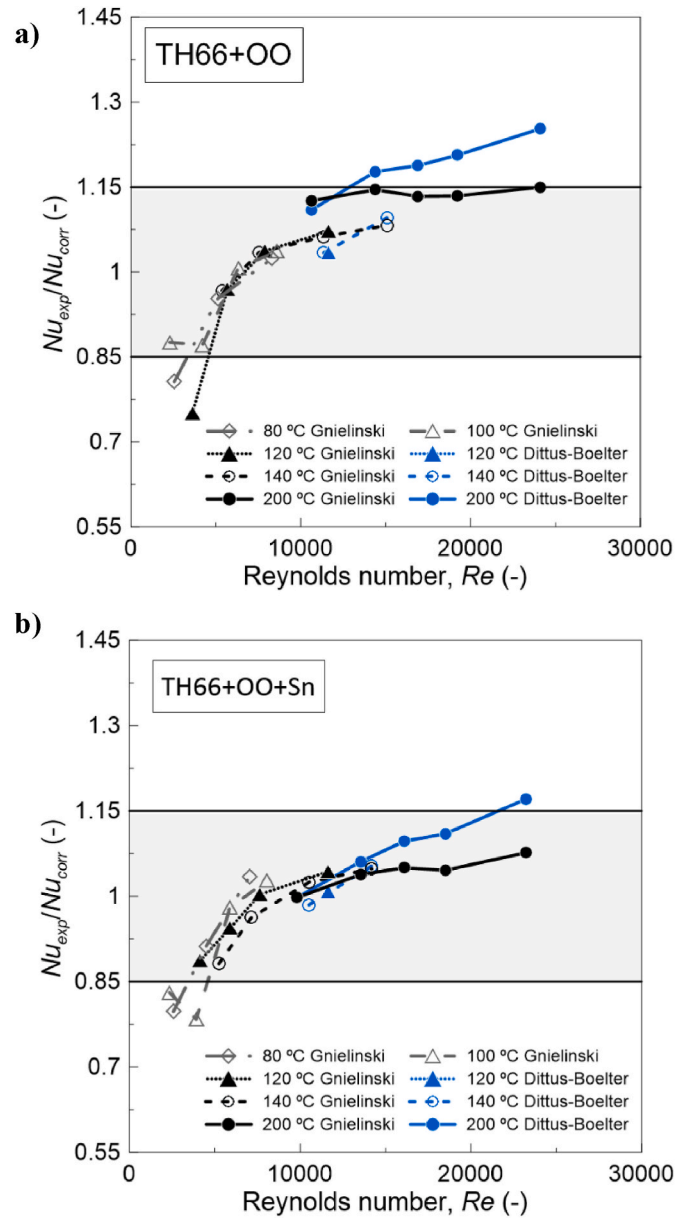 a)
TH66+OO
1.45
1.3
1.15
1
0.85
0.7
0.55
Nu_exp/Nu_corr (-)
80 ºC Gnielinski
100 ºC Gnielinski
120 ºC Gnielinski
120 ºC Dittus-Boelter
140 ºC Gnielinski
140 ºC Dittus-Boelter
200 ºC Gnielinski
200 ºC Dittus-Boelter
0
10000
20000
30000
Reynolds number, Re (-)
b)
TH66+OO+Sn
1.45
1.3
1.15
1
0.85
0.7
0.55
Nu_exp/Nu_corr (-)
80 ºC Gnielinski
100 ºC Gnielinski
120 ºC Gnielinski
120 ºC Dittus-Boelter
140 ºC Gnielinski
140 ºC Dittus-Boelter
200 ºC Gnielinski
200 ºC Dittus-Boelter
0
10000
20000
30000
Reynolds number, Re (-)